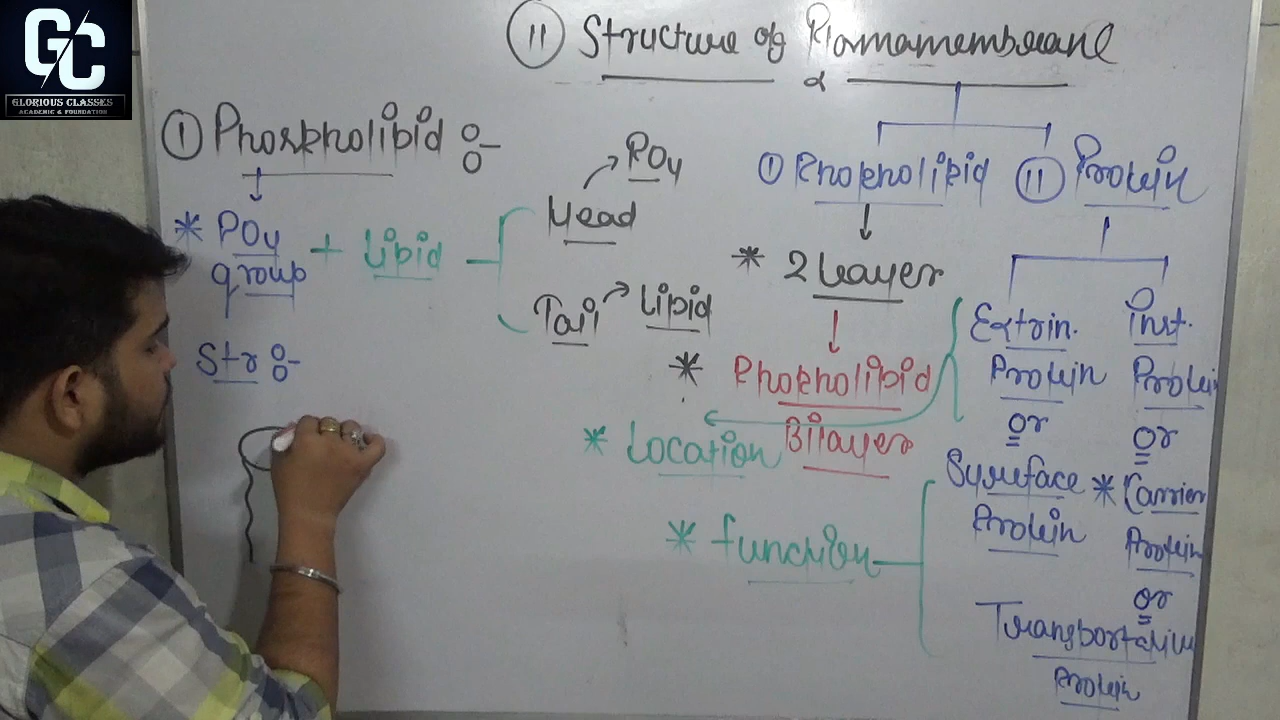 GC
GLORIOUS CLASSES
ACADEMIC & FOUNDATION
II Structure of Plasmamembrane
I Phospholipid :-
* PO4 group + Lipid
Head → PO4
Tail → Lipid
Str :-
I Phospholipid
* 2 Layer
* Phospholipid
Bilayer
* Location
* function
II Protein
Extrin.
Protein
or
Surface
Protein
Inst.
Protein
or
* Carrier
Protein
or
Protein